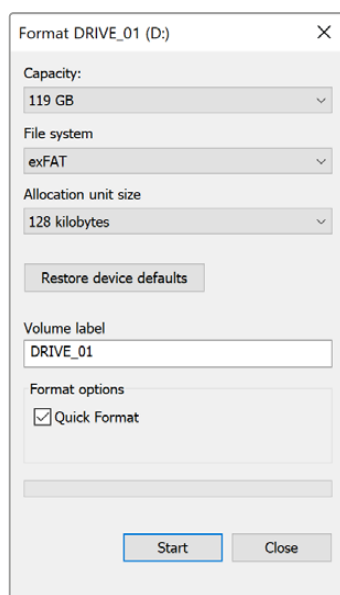 Format DRIVE_01 (D:)
Capacity:
119 GB
File system
exFAT
Allocation unit size
128 kilobytes
Restore device defaults
Volume label
DRIVE_01
Format options
Quick Format
Start Close